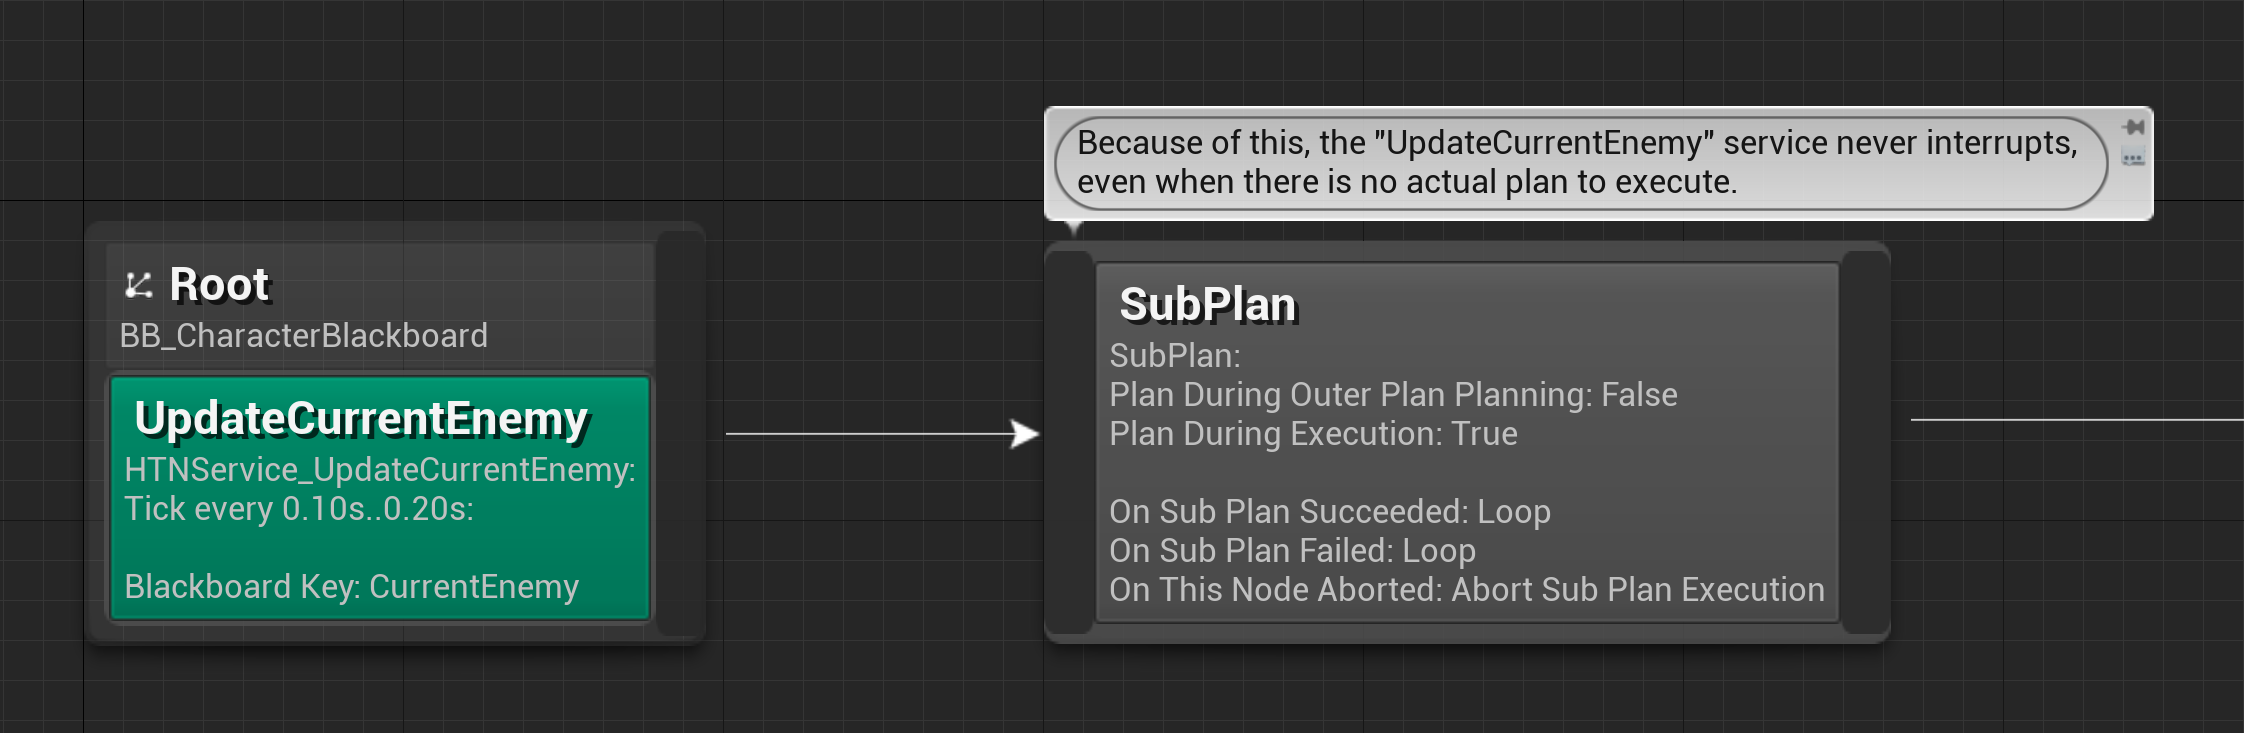 Because of this, the "UpdateCurrentEnemy" service never interrupts,
even when there is no actual plan to execute.
Root
BB_CharacterBlackboard
UpdateCurrentEnemy
HTNService_UpdateCurrentEnemy:
Tick every 0.10s..0.20s:
Blackboard Key: CurrentEnemy
SubPlan
SubPlan:
Plan During Outer Plan Planning: False
Plan During Execution: True
On Sub Plan Succeeded: Loop
On Sub Plan Failed: Loop
On This Node Aborted: Abort Sub Plan Execution